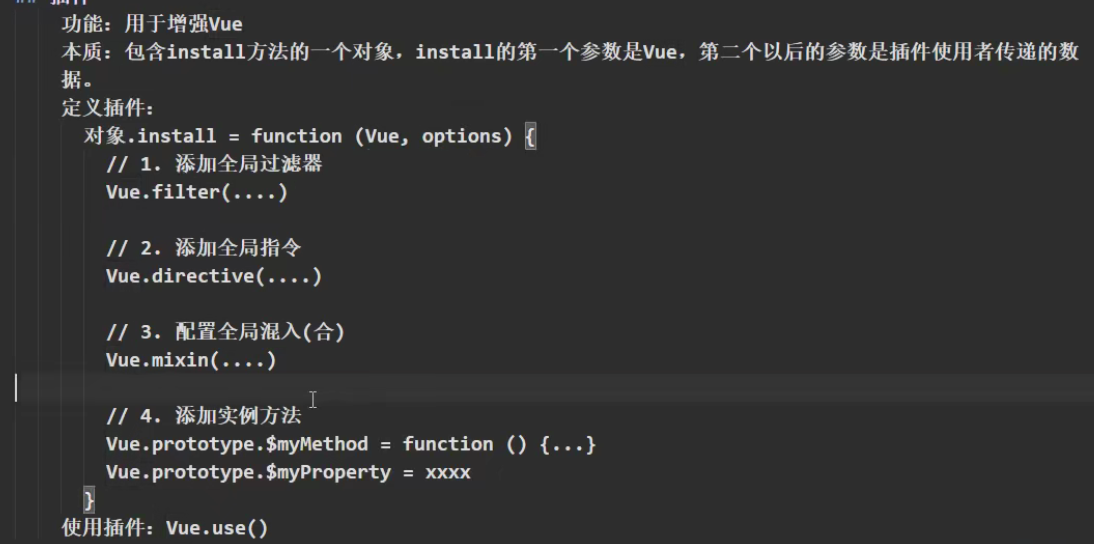 ## 插件
功能：用于增强Vue
本质：包含install方法的一个对象，install的第一个参数是Vue，第二个以后的参数是插件使用者传递的数
据。
定义插件：
对象.install = function (Vue, options) {
// 1. 添加全局过滤器
Vue.filter(....)
// 2. 添加全局指令
Vue.directive(....)
// 3. 配置全局混入(合)
Vue.mixin(....)
// 4. 添加实例方法
Vue.prototype.$myMethod = function () {...}
Vue.prototype.$myProperty = xxxx
}
使用插件：Vue.use()